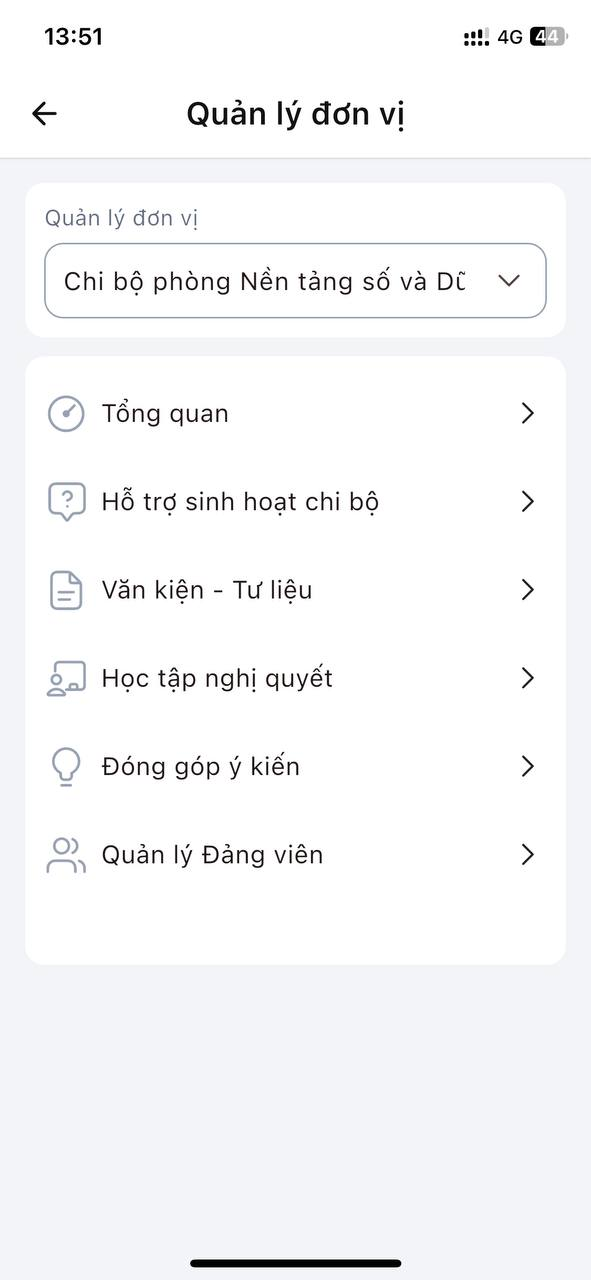 13:51
4G 44
Quản lý đơn vị
Quản lý đơn vị
Chi bộ phòng Nền tảng số và Dữ
Tổng quan
Hỗ trợ sinh hoạt chi bộ
Văn kiện - Tư liệu
Học tập nghị quyết
Đóng góp ý kiến
Quản lý Đảng viên